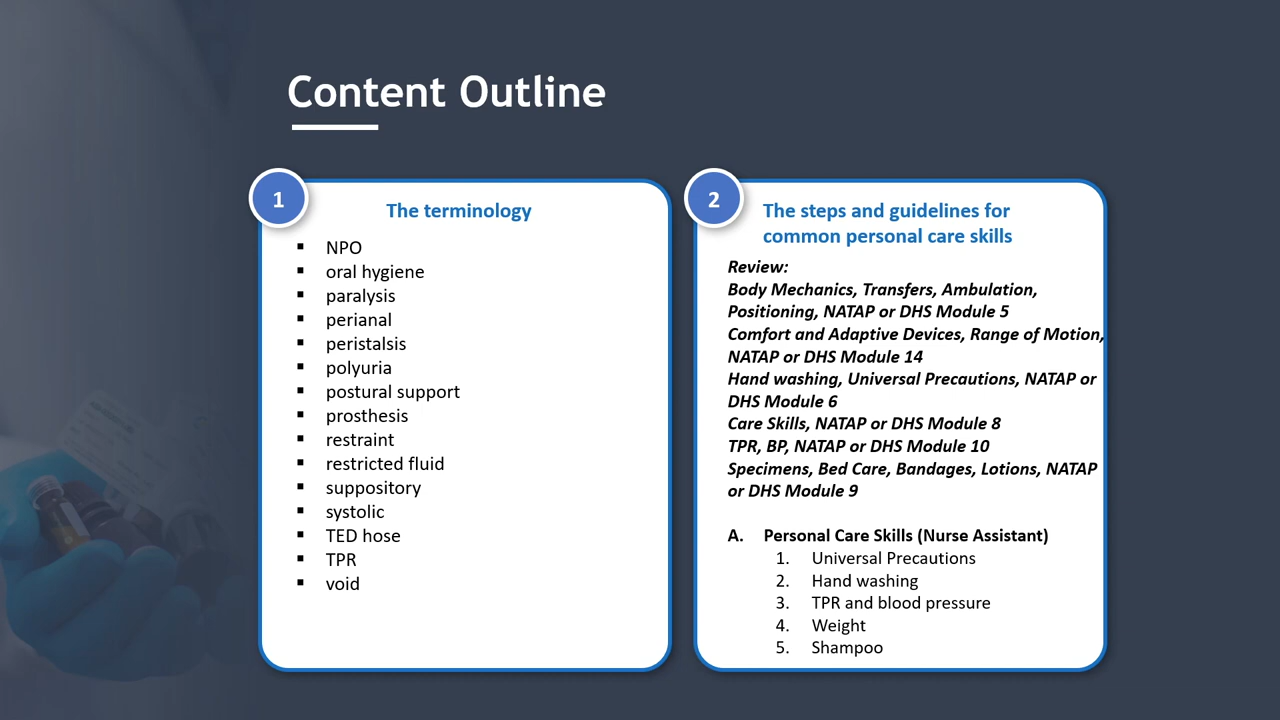 Content Outline
1
The terminology
▪ NPO
▪ oral hygiene
▪ paralysis
▪ perianal
▪ peristalsis
▪ polyuria
▪ postural support
▪ prosthesis
▪ restraint
▪ restricted fluid
▪ suppository
▪ systolic
▪ TED hose
▪ TPR
▪ void
2
The steps and guidelines for
common personal care skills
Review:
Body Mechanics, Transfers, Ambulation,
Positioning, NATAP or DHS Module 5
Comfort and Adaptive Devices, Range of Motion,
NATAP or DHS Module 14
Hand washing, Universal Precautions, NATAP or
DHS Module 6
Care Skills, NATAP or DHS Module 8
TPR, BP, NATAP or DHS Module 10
Specimens, Bed Care, Bandages, Lotions, NATAP
or DHS Module 9
A. Personal Care Skills (Nurse Assistant)
1. Universal Precautions
2. Hand washing
3. TPR and blood pressure
4. Weight
5. Shampoo